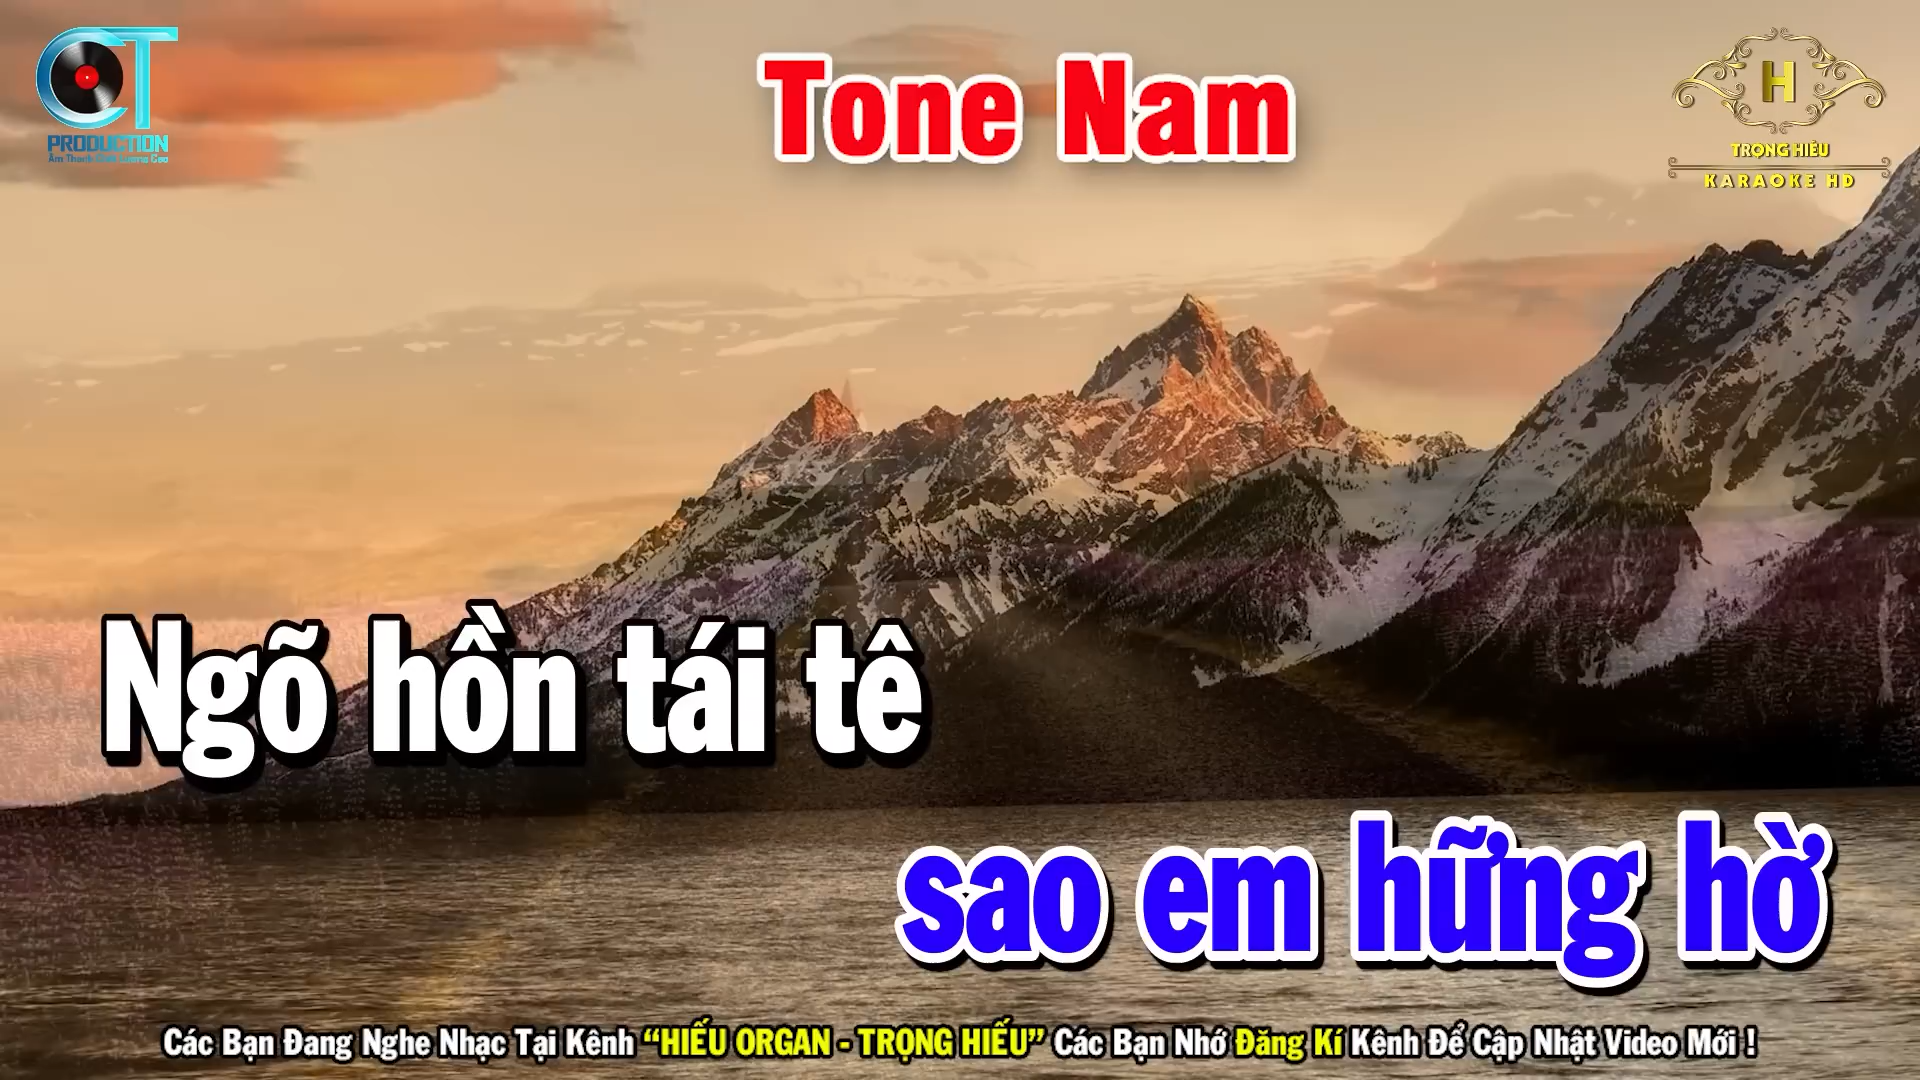 CT
PRODUCTION
Tone Nam
H
TRỌNG HIẾU
KARAOKE HD
Ngõ hồn tái tê
sao em hững hờ
Các Bạn Đang Nghe Nhạc Tại Kênh “HIẾU ORGAN - TRỌNG HIẾU” Các Bạn Nhớ Đăng Kí Kênh Để Cập Nhật Video Mới !